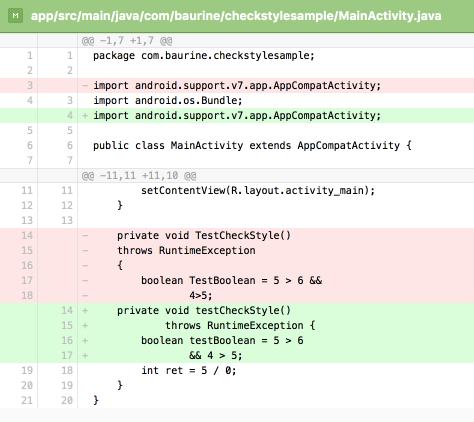 M app/src/main/java/com/baurine/checkstylesample/MainActivity.java
@@ -1,7 +1,7 @@
1 1 package com.baurine.checkstylesample;
2 2
3 - import android.support.v7.app.AppCompatActivity;
4 3 import android.os.Bundle;
4 + import android.support.v7.app.AppCompatActivity;
5 5
6 6 public class MainActivity extends AppCompatActivity {
7 7
@@ -11,11 +11,10 @@
11 11 setContentView(R.layout.activity_main);
12 12 }
13 13
14 - private void TestCheckStyle()
15 - throws RuntimeException
16 - {
17 - boolean TestBoolean = 5 > 6 &&
18 - 4>5;
14 + private void testCheckStyle()
15 + throws RuntimeException {
16 + boolean testBoolean = 5 > 6
17 + && 4 > 5;
19 18 int ret = 5 / 0;
20 19 }
21 20 }